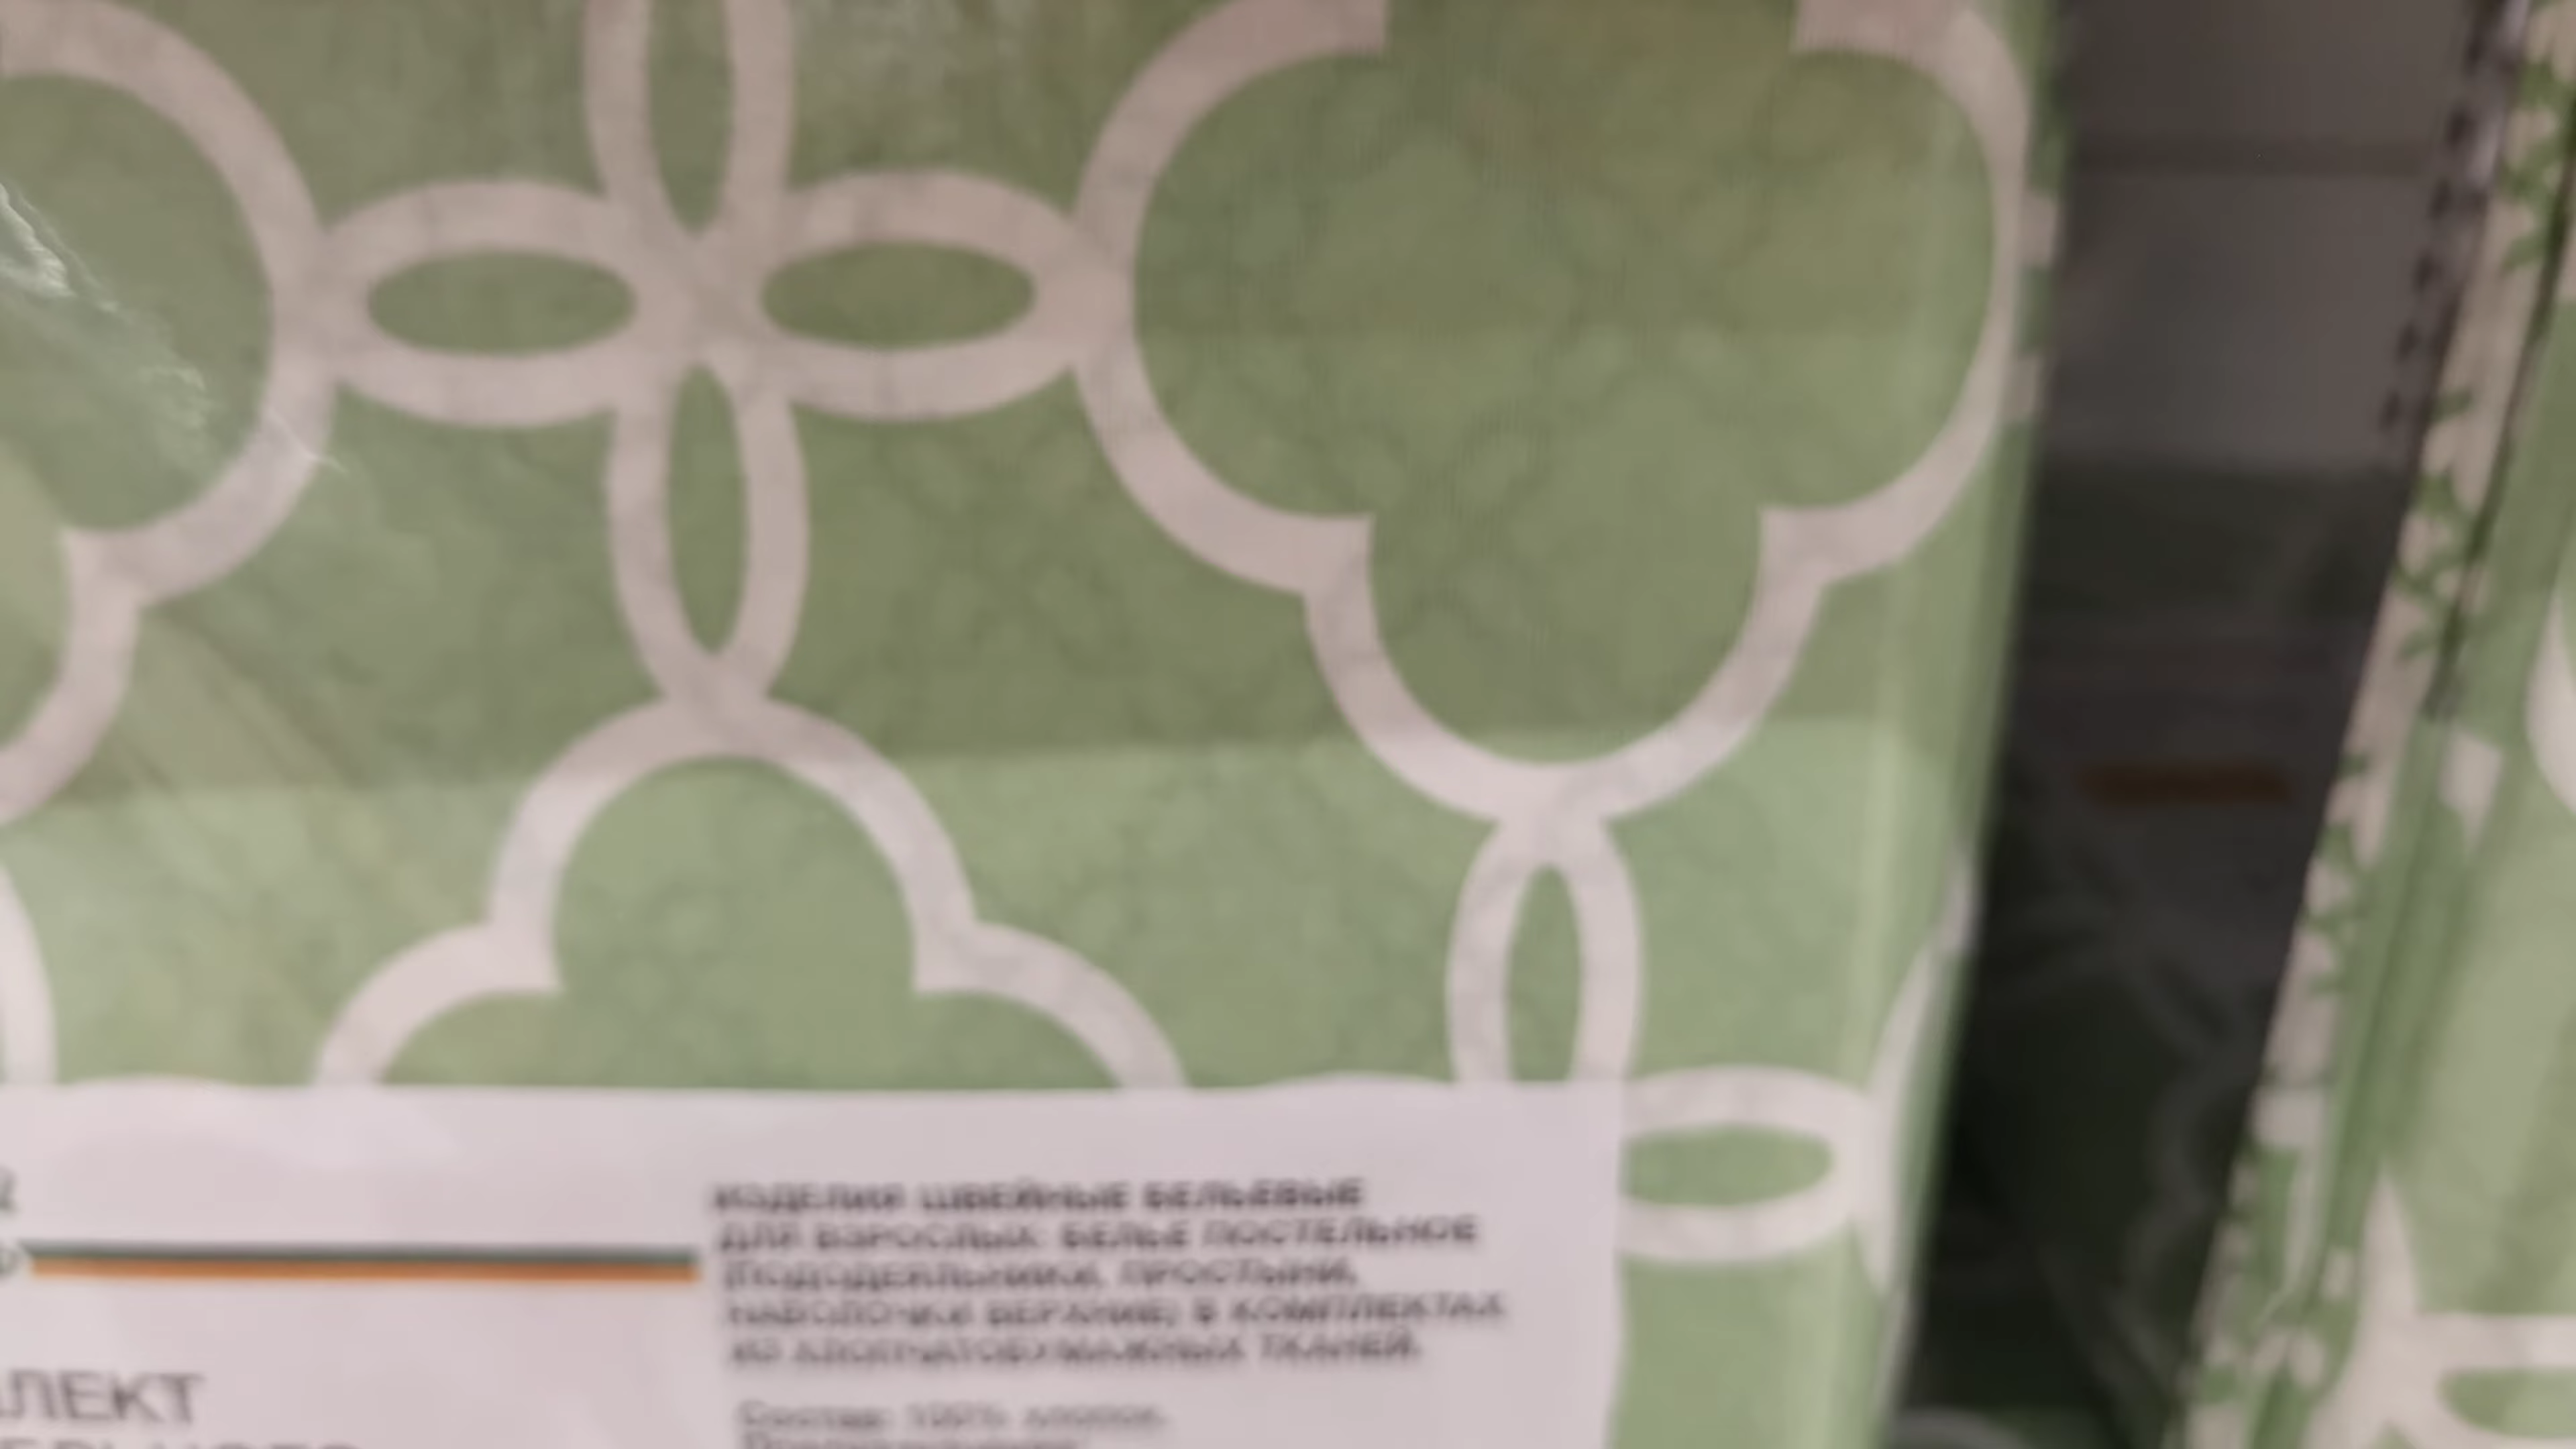 ИЗДЕЛИЯ ШВЕЙНЫЕ БЕЛЬЕВЫЕ
ДЛЯ ВЗРОСЛЫХ: БЕЛЬЕ ПОСТЕЛЬНОЕ
(ПОДОДЕЯЛЬНИКИ, ПРОСТЫНИ,
НАВОЛОЧКИ ВЕРХНИЕ) В КОМПЛЕКТАХ
ИЗ ХЛОПЧАТОБУМАЖНЫХ ТКАНЕЙ
ЛЕКТ
Состав: 100% хлопок